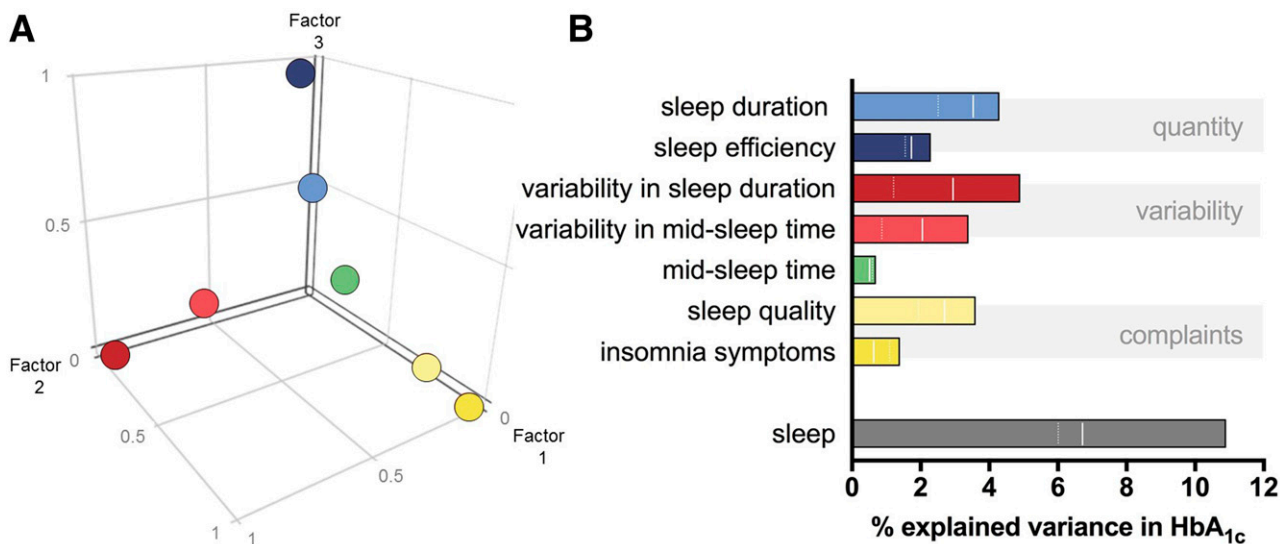 A
Factor
3
1
0.5
Factor
2
0
0.5
1
1
0.5
0
Factor
1
B
sleep duration
sleep efficiency
quantity
variability in sleep duration
variability in mid-sleep time
variability
mid-sleep time
sleep quality
insomnia symptoms
complaints
sleep
0 2 4 6 8 10 12
% explained variance in HbA1c